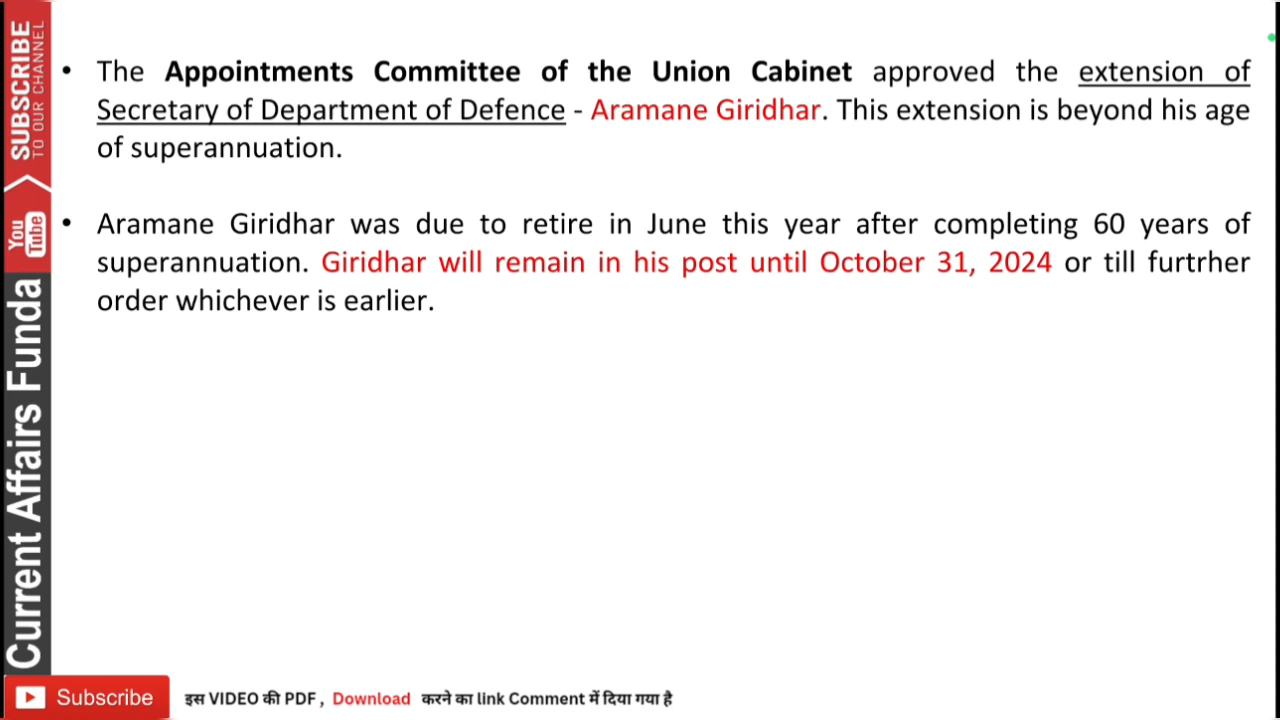 • The Appointments Committee of the Union Cabinet approved the extension of
Secretary of Department of Defence - Aramane Giridhar. This extension is beyond his age
of superannuation.
• Aramane Giridhar was due to retire in June this year after completing 60 years of
superannuation. Giridhar will remain in his post until October 31, 2024 or till furtrher
order whichever is earlier.
SUBSCRIBE
TO OUR CHANNEL
You
Tube
Current Affairs Funda
Subscribe
इस VIDEO की PDF , Download करने का link Comment में दिया गया है